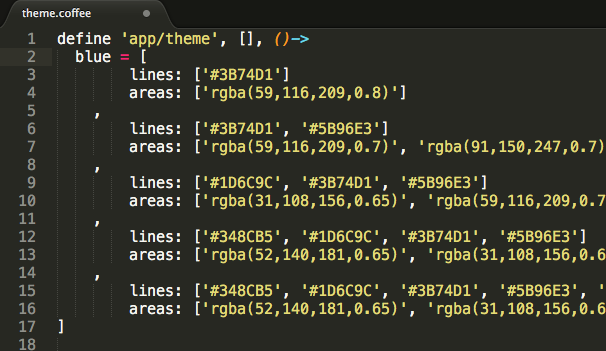 theme.coffee
1 define 'app/theme', [], ()->
2 blue = [
3 lines: ['#3B74D1']
4 areas: ['rgba(59,116,209,0.8)']
5 ,
6 lines: ['#3B74D1', '#5B96E3']
7 areas: ['rgba(59,116,209,0.7)', 'rgba(91,150,247,0.7)
8 ,
9 lines: ['#1D6C9C', '#3B74D1', '#5B96E3']
10 areas: ['rgba(31,108,156,0.65)', 'rgba(59,116,209,0.7
11 ,
12 lines: ['#348CB5', '#1D6C9C', '#3B74D1', '#5B96E3']
13 areas: ['rgba(52,140,181,0.65)', 'rgba(31,108,156,0.6
14 ,
15 lines: ['#348CB5', '#1D6C9C', '#3B74D1', '#5B96E3', '
16 areas: ['rgba(52,140,181,0.65)', 'rgba(31,108,156,0.6
17 ]
18